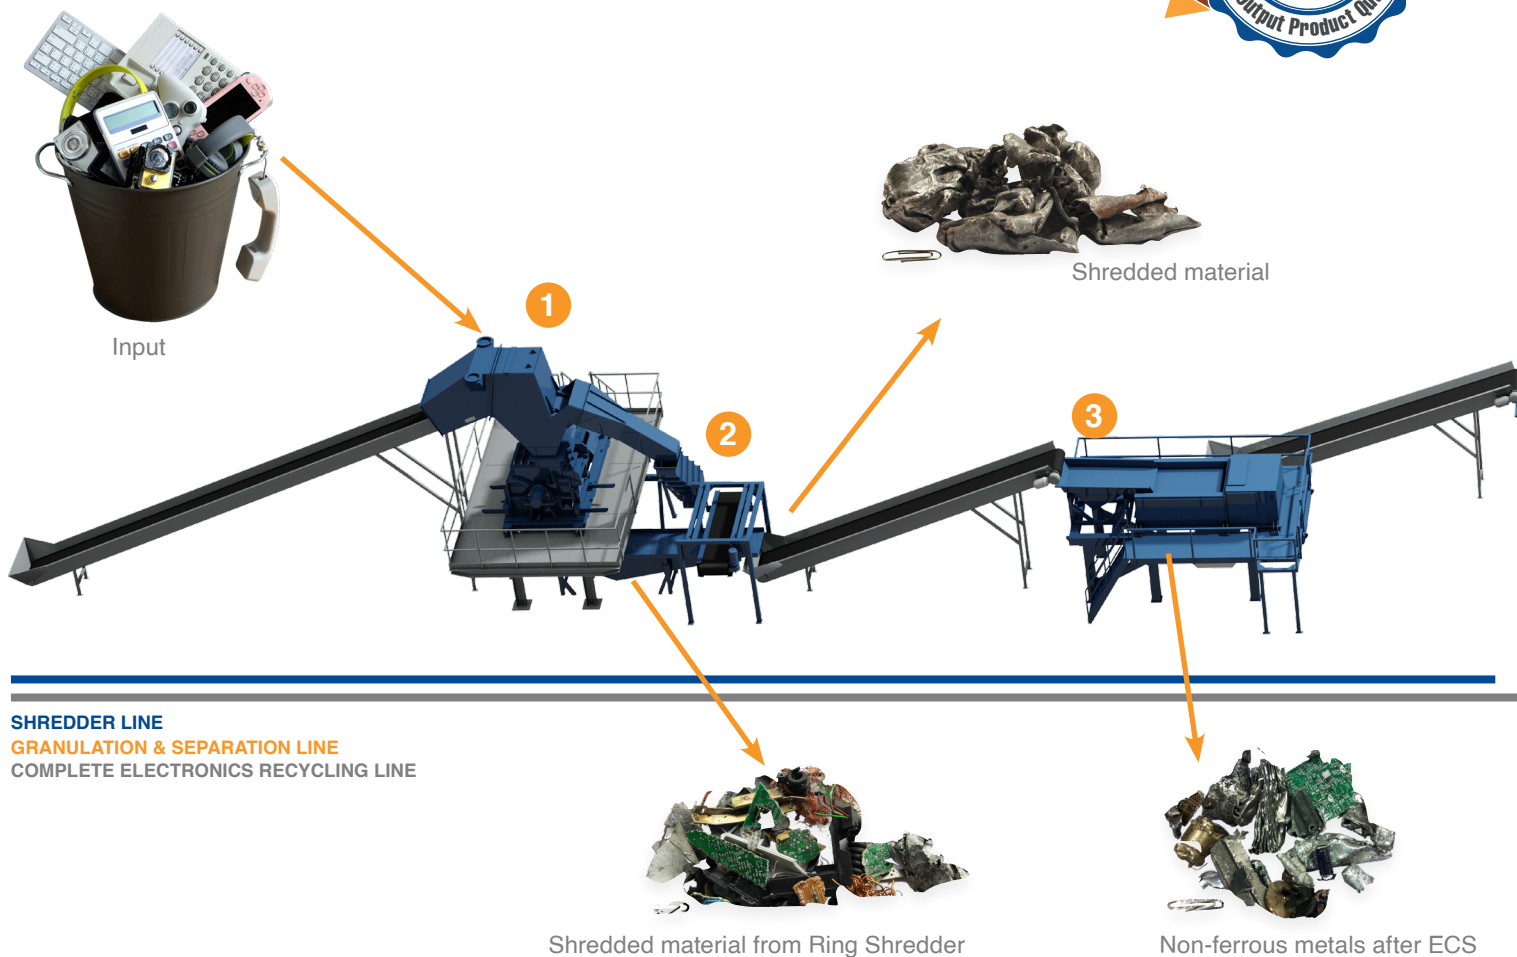 Output Product
Input
Shredded material
1
2
3
SHREDDER LINE
GRANULATION & SEPARATION LINE
COMPLETE ELECTRONICS RECYCLING LINE
Shredded material from Ring Shredder
Non-ferrous metals after ECS